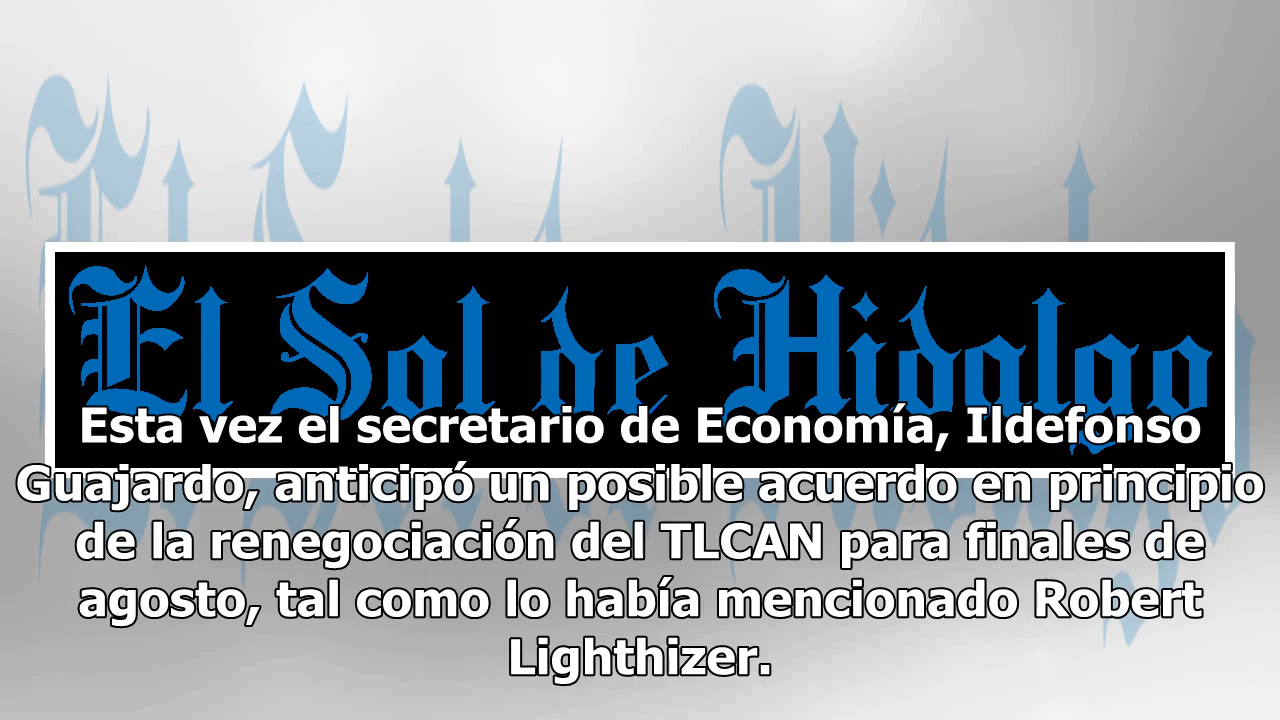 El Sol de Hidalgo
Esta vez el secretario de Economía, Ildefonso
Guajardo, anticipó un posible acuerdo en principio
de la renegociación del TLCAN para finales de
agosto, tal como lo había mencionado Robert
Lighthizer.